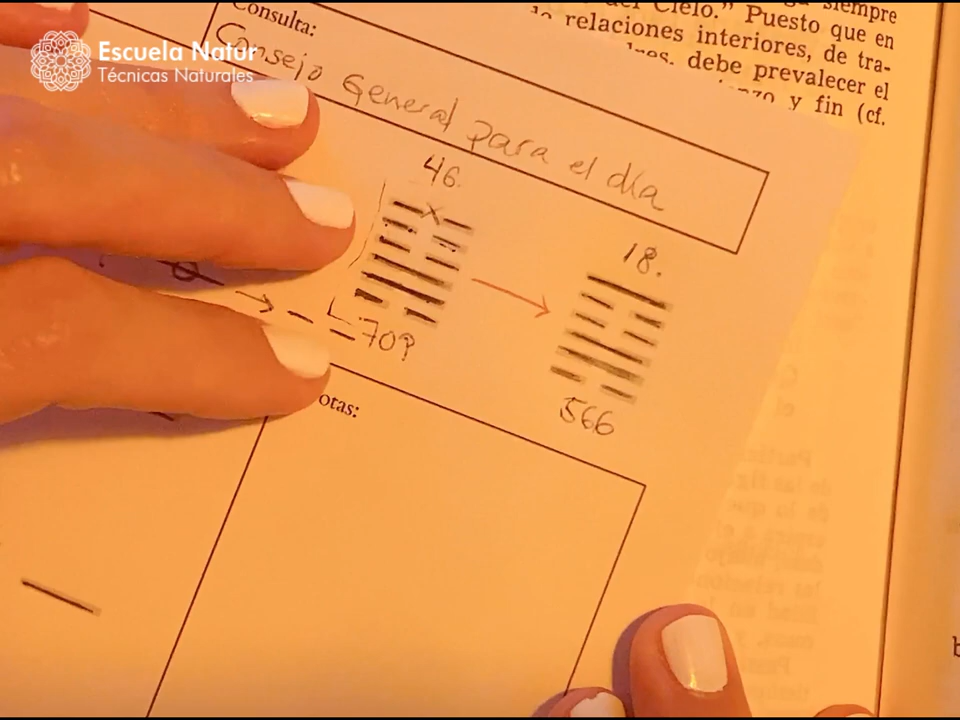 Escuela Natur
Técnicas Naturales
siempre
Cielo." Puesto que en
relaciones interiores, de tra-
debe prevalecer el
y fin (cf.
Consulta:
Consejo General para el día
46.
18.
709
566
otas: